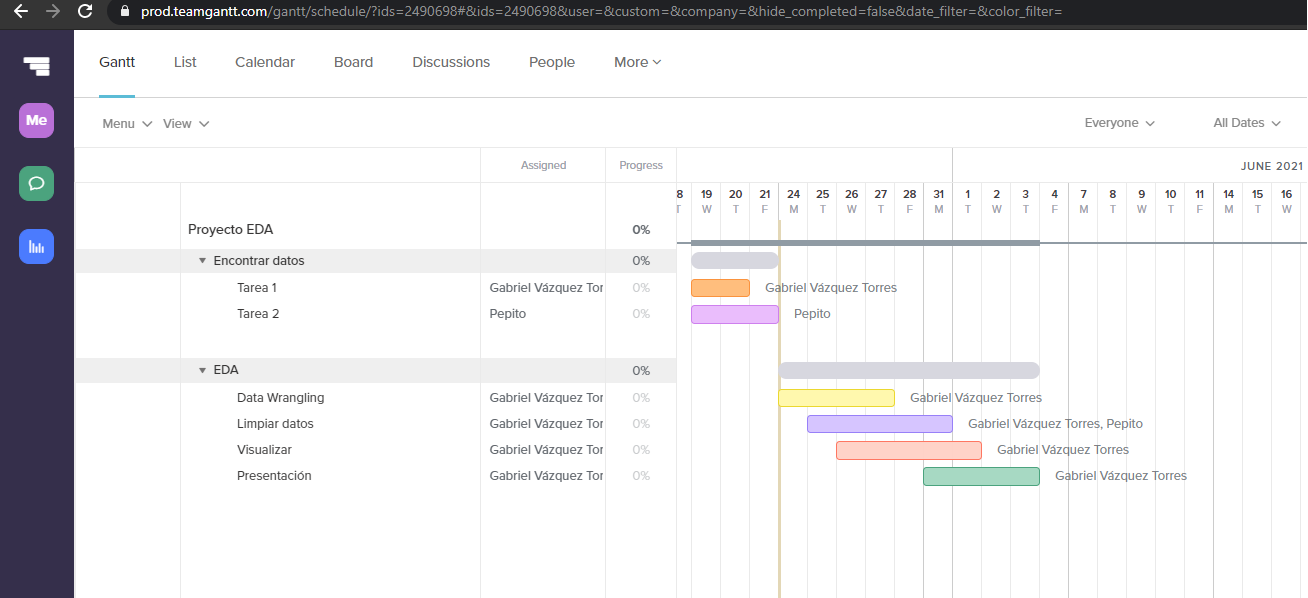 prod.teamgantt.com/gantt/schedule/?ids=2490698#&ids=2490698&user=&custom=&company=&hide_completed=false&date_filter=&color_filter=
Gantt List Calendar Board Discussions People More
Me
Menu View Everyone All Dates
Assigned Progress JUNE 2021
8 19 20 21 24 25 26 27 28 31 1 2 3 4 7 8 9 10 11 14 15 16
T W T F M T W T F M T W T F M T W T F M T W
Proyecto EDA 0%
Encontrar datos 0%
Tarea 1 Gabriel Vázquez Tor 0% Gabriel Vázquez Torres
Tarea 2 Pepito 0% Pepito
EDA 0%
Data Wrangling Gabriel Vázquez Tor 0% Gabriel Vázquez Torres
Limpiar datos Gabriel Vázquez Tor 0% Gabriel Vázquez Torres, Pepito
Visualizar Gabriel Vázquez Tor 0% Gabriel Vázquez Torres
Presentación Gabriel Vázquez Tor 0% Gabriel Vázquez Torres